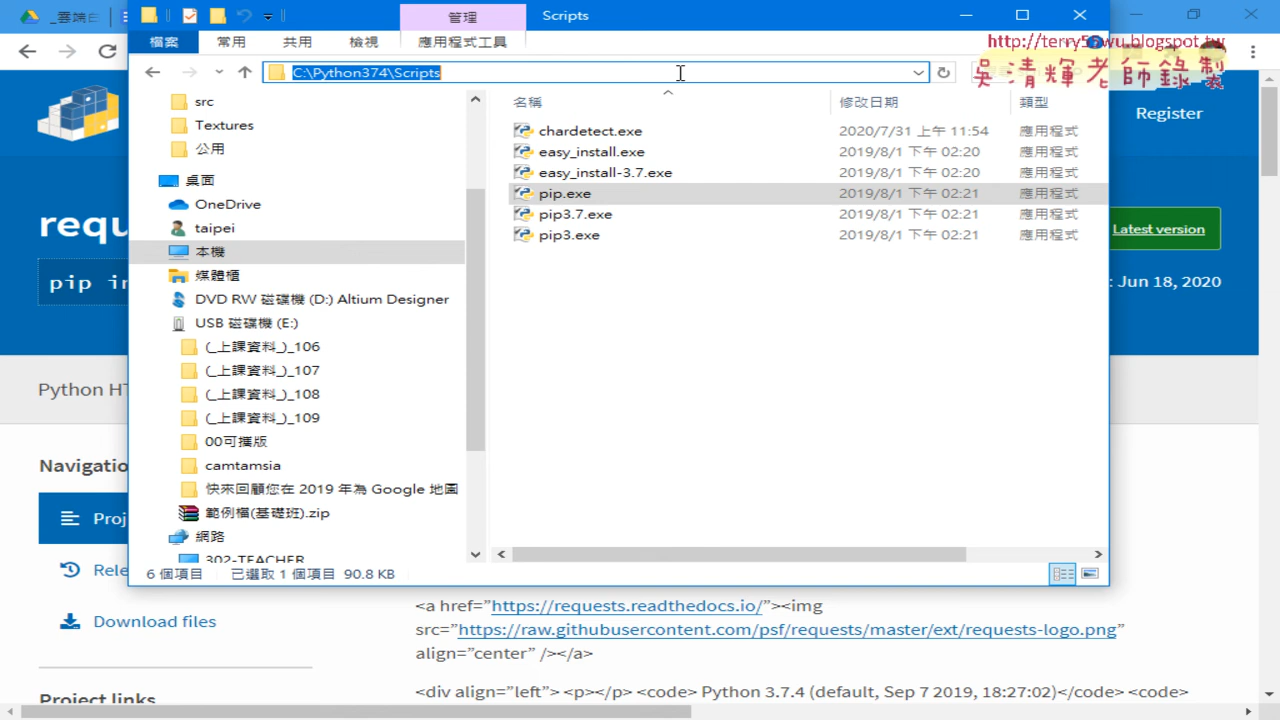 _雲端白
管理
Scripts
檔案
常用
共用
檢視
應用程式工具
http://terry5
wu.blogspot.tw
吳清輝老師錄製
C:\Python374\Scripts
Register
src
Textures
公用
桌面
OneDrive
taipei
本機
媒體櫃
DVD RW 磁碟機 (D:) Altium Designer
USB 磁碟機 (E:)
(_上課資料_)_106
(_上課資料_)_107
(_上課資料_)_108
(_上課資料_)_109
00可攜版
camtamsia
快來回顧您在 2019 年為 Google 地圖
範例檔(基礎班).zip
網路
302-TEACHER
名稱
修改日期
類型
chardetect.exe
2020/7/31 上午 11:54
應用程式
easy_install.exe
2019/8/1 下午 02:20
應用程式
easy_install-3.7.exe
2019/8/1 下午 02:20
應用程式
pip.exe
2019/8/1 下午 02:21
應用程式
pip3.7.exe
2019/8/1 下午 02:21
應用程式
pip3.exe
2019/8/1 下午 02:21
應用程式
6 個項目
已選取 1 個項目 90.8 KB
requ
pip in
Latest version
: Jun 18, 2020
Python HT
Navigatio
Proj
Rele
Download files
Project links
<a href="https://requests.readthedocs.io/"><img
src="https://raw.githubusercontent.com/psf/requests/master/ext/requests-logo.png"
align="center" /></a>
<div align="left"> <p></p> <code> Python 3.7.4 (default, Sep 7 2019, 18:27:02)</code> <code>